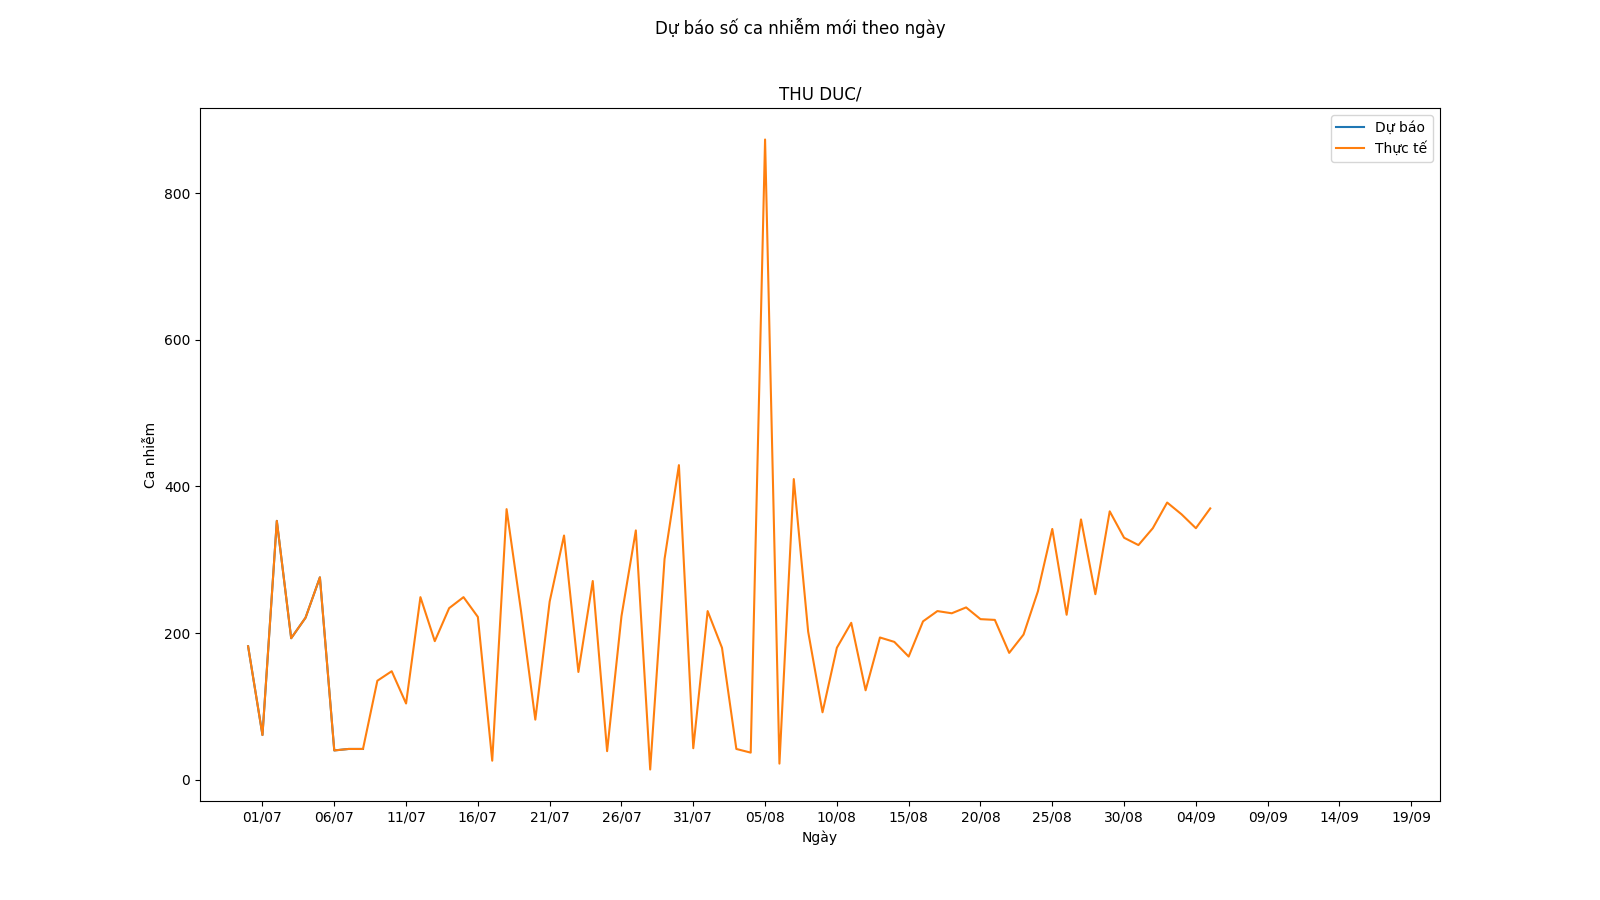 Dự báo số ca nhiễm mới theo ngày
THU DUC/
Dự báo
Thực tế
800
600
400
200
0
Ca nhiễm
01/07 06/07 11/07 16/07 21/07 26/07 31/07 05/08 10/08 15/08 20/08 25/08 30/08 04/09 09/09 14/09 19/09
Ngày